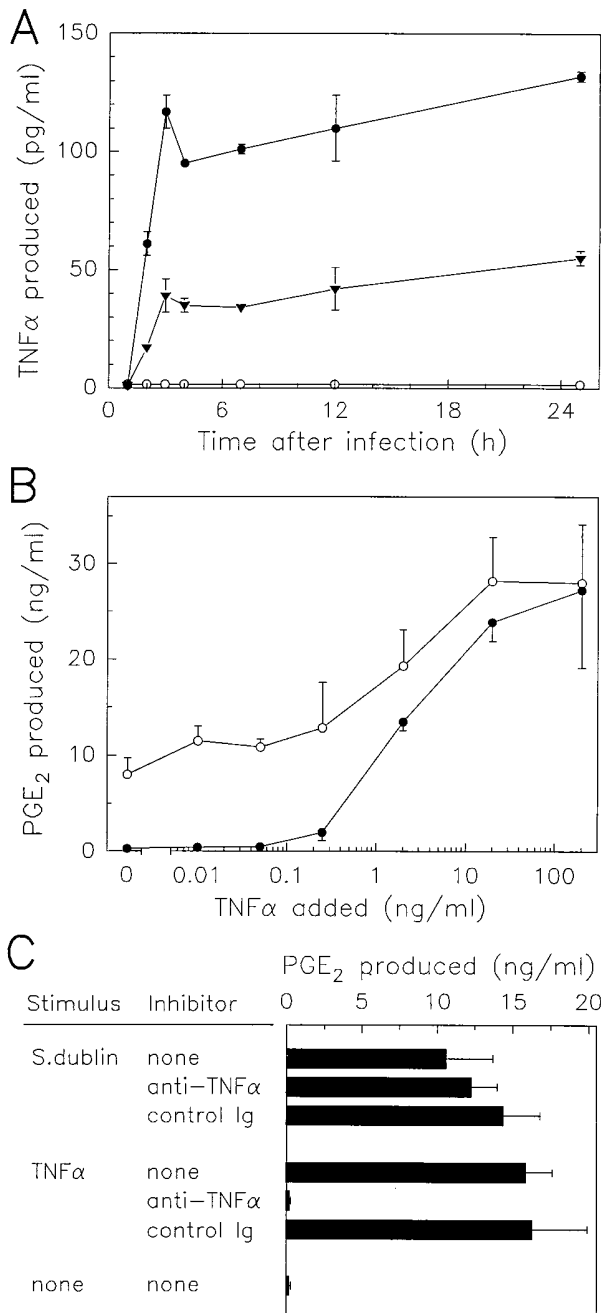 A
TNFα produced (pg/ml)
150
100
50
0
0 6 12 18 24
Time after infection (h)
B
PGE₂ produced (ng/ml)
30
20
10
0
0 0.01 0.1 1 10 100
TNFα added (ng/ml)
C
PGE₂ produced (ng/ml)
Stimulus Inhibitor 0 5 10 15 20
S.dublin none
anti-TNFα
control Ig
TNFα none
anti-TNFα
control Ig
none none